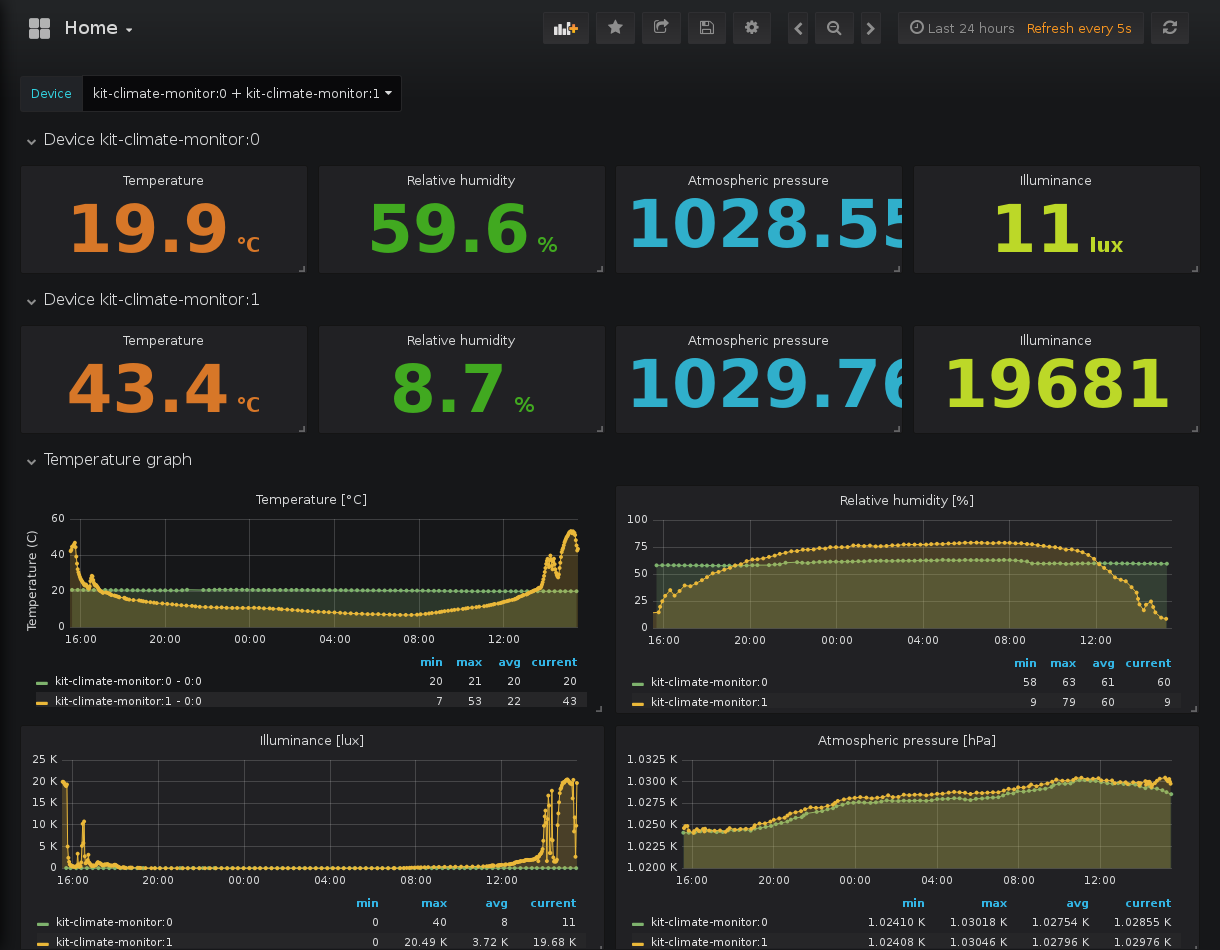 Home
Last 24 hours Refresh every 5s
Device kit-climate-monitor:0 + kit-climate-monitor:1
Device kit-climate-monitor:0
Temperature Relative humidity Atmospheric pressure Illuminance
19.9 °C 59.6 % 1028.55 11 lux
Device kit-climate-monitor:1
Temperature Relative humidity Atmospheric pressure Illuminance
43.4 °C 8.7 % 1029.76 19681
Temperature graph
Temperature [°C]
Temperature (C)
60
40
20
0
16:00 20:00 00:00 04:00 08:00 12:00
min max avg current
kit-climate-monitor:0 - 0:0 20 21 20 20
kit-climate-monitor:1 - 0:0 7 53 22 43
Relative humidity [%]
100
75
50
25
0
16:00 20:00 00:00 04:00 08:00 12:00
min max avg current
kit-climate-monitor:0 58 63 61 60
kit-climate-monitor:1 9 79 60 9
Illuminance [lux]
25 K
20 K
15 K
10 K
5 K
0
16:00 20:00 00:00 04:00 08:00 12:00
min max avg current
kit-climate-monitor:0 0 40 8 11
kit-climate-monitor:1 0 20.49 K 3.72 K 19.68 K
Atmospheric pressure [hPa]
1.0325 K
1.0300 K
1.0275 K
1.0250 K
1.0225 K
1.0200 K
16:00 20:00 00:00 04:00 08:00 12:00
min max avg current
kit-climate-monitor:0 1.02410 K 1.03018 K 1.02754 K 1.02855 K
kit-climate-monitor:1 1.02408 K 1.03046 K 1.02796 K 1.02976 K